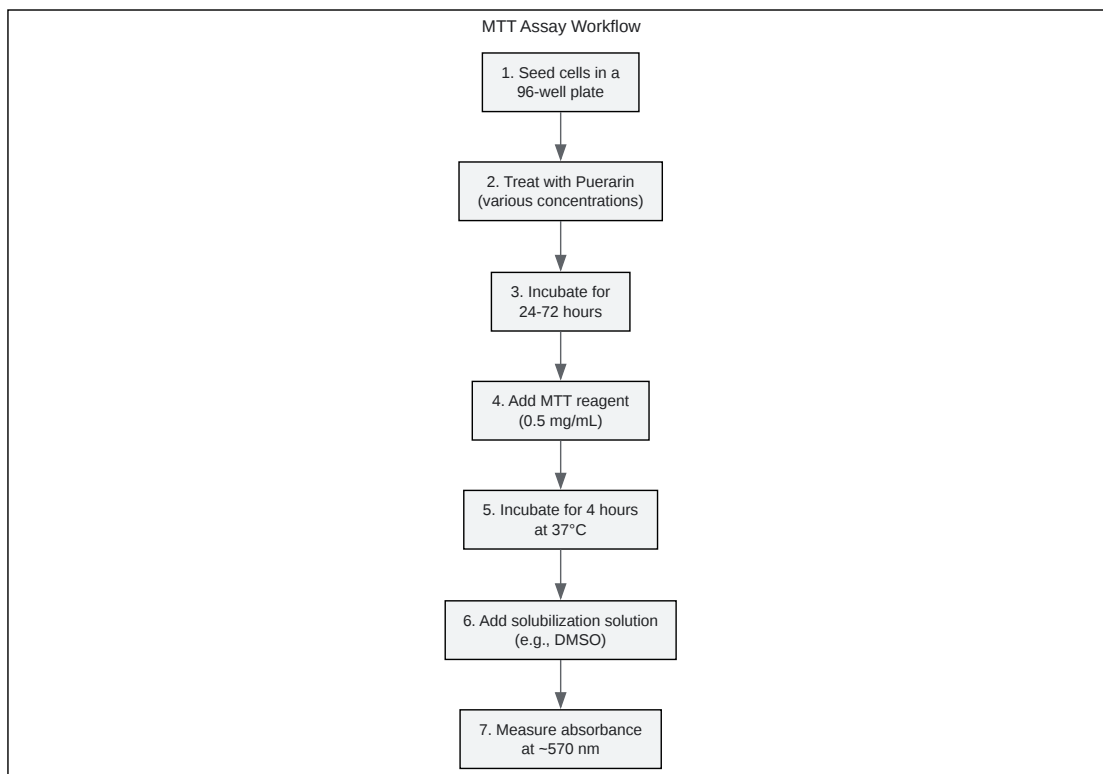 MTT Assay Workflow
1. Seed cells in a
96-well plate
2. Treat with Puerarin
(various concentrations)
3. Incubate for
24-72 hours
4. Add MTT reagent
(0.5 mg/mL)
5. Incubate for 4 hours
at 37°C
6. Add solubilization solution
(e.g., DMSO)
7. Measure absorbance
at ~570 nm